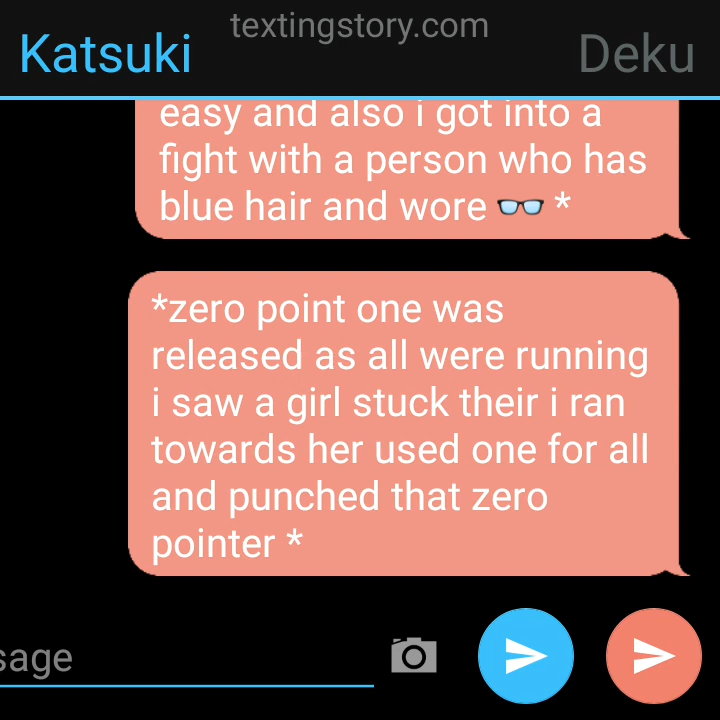 textingstory.com
Katsuki
Deku
easy and also i got into a
fight with a person who has
blue hair and wore 👓 *
*zero point one was
released as all were running
i saw a girl stuck their i ran
towards her used one for all
and punched that zero
pointer *
sage